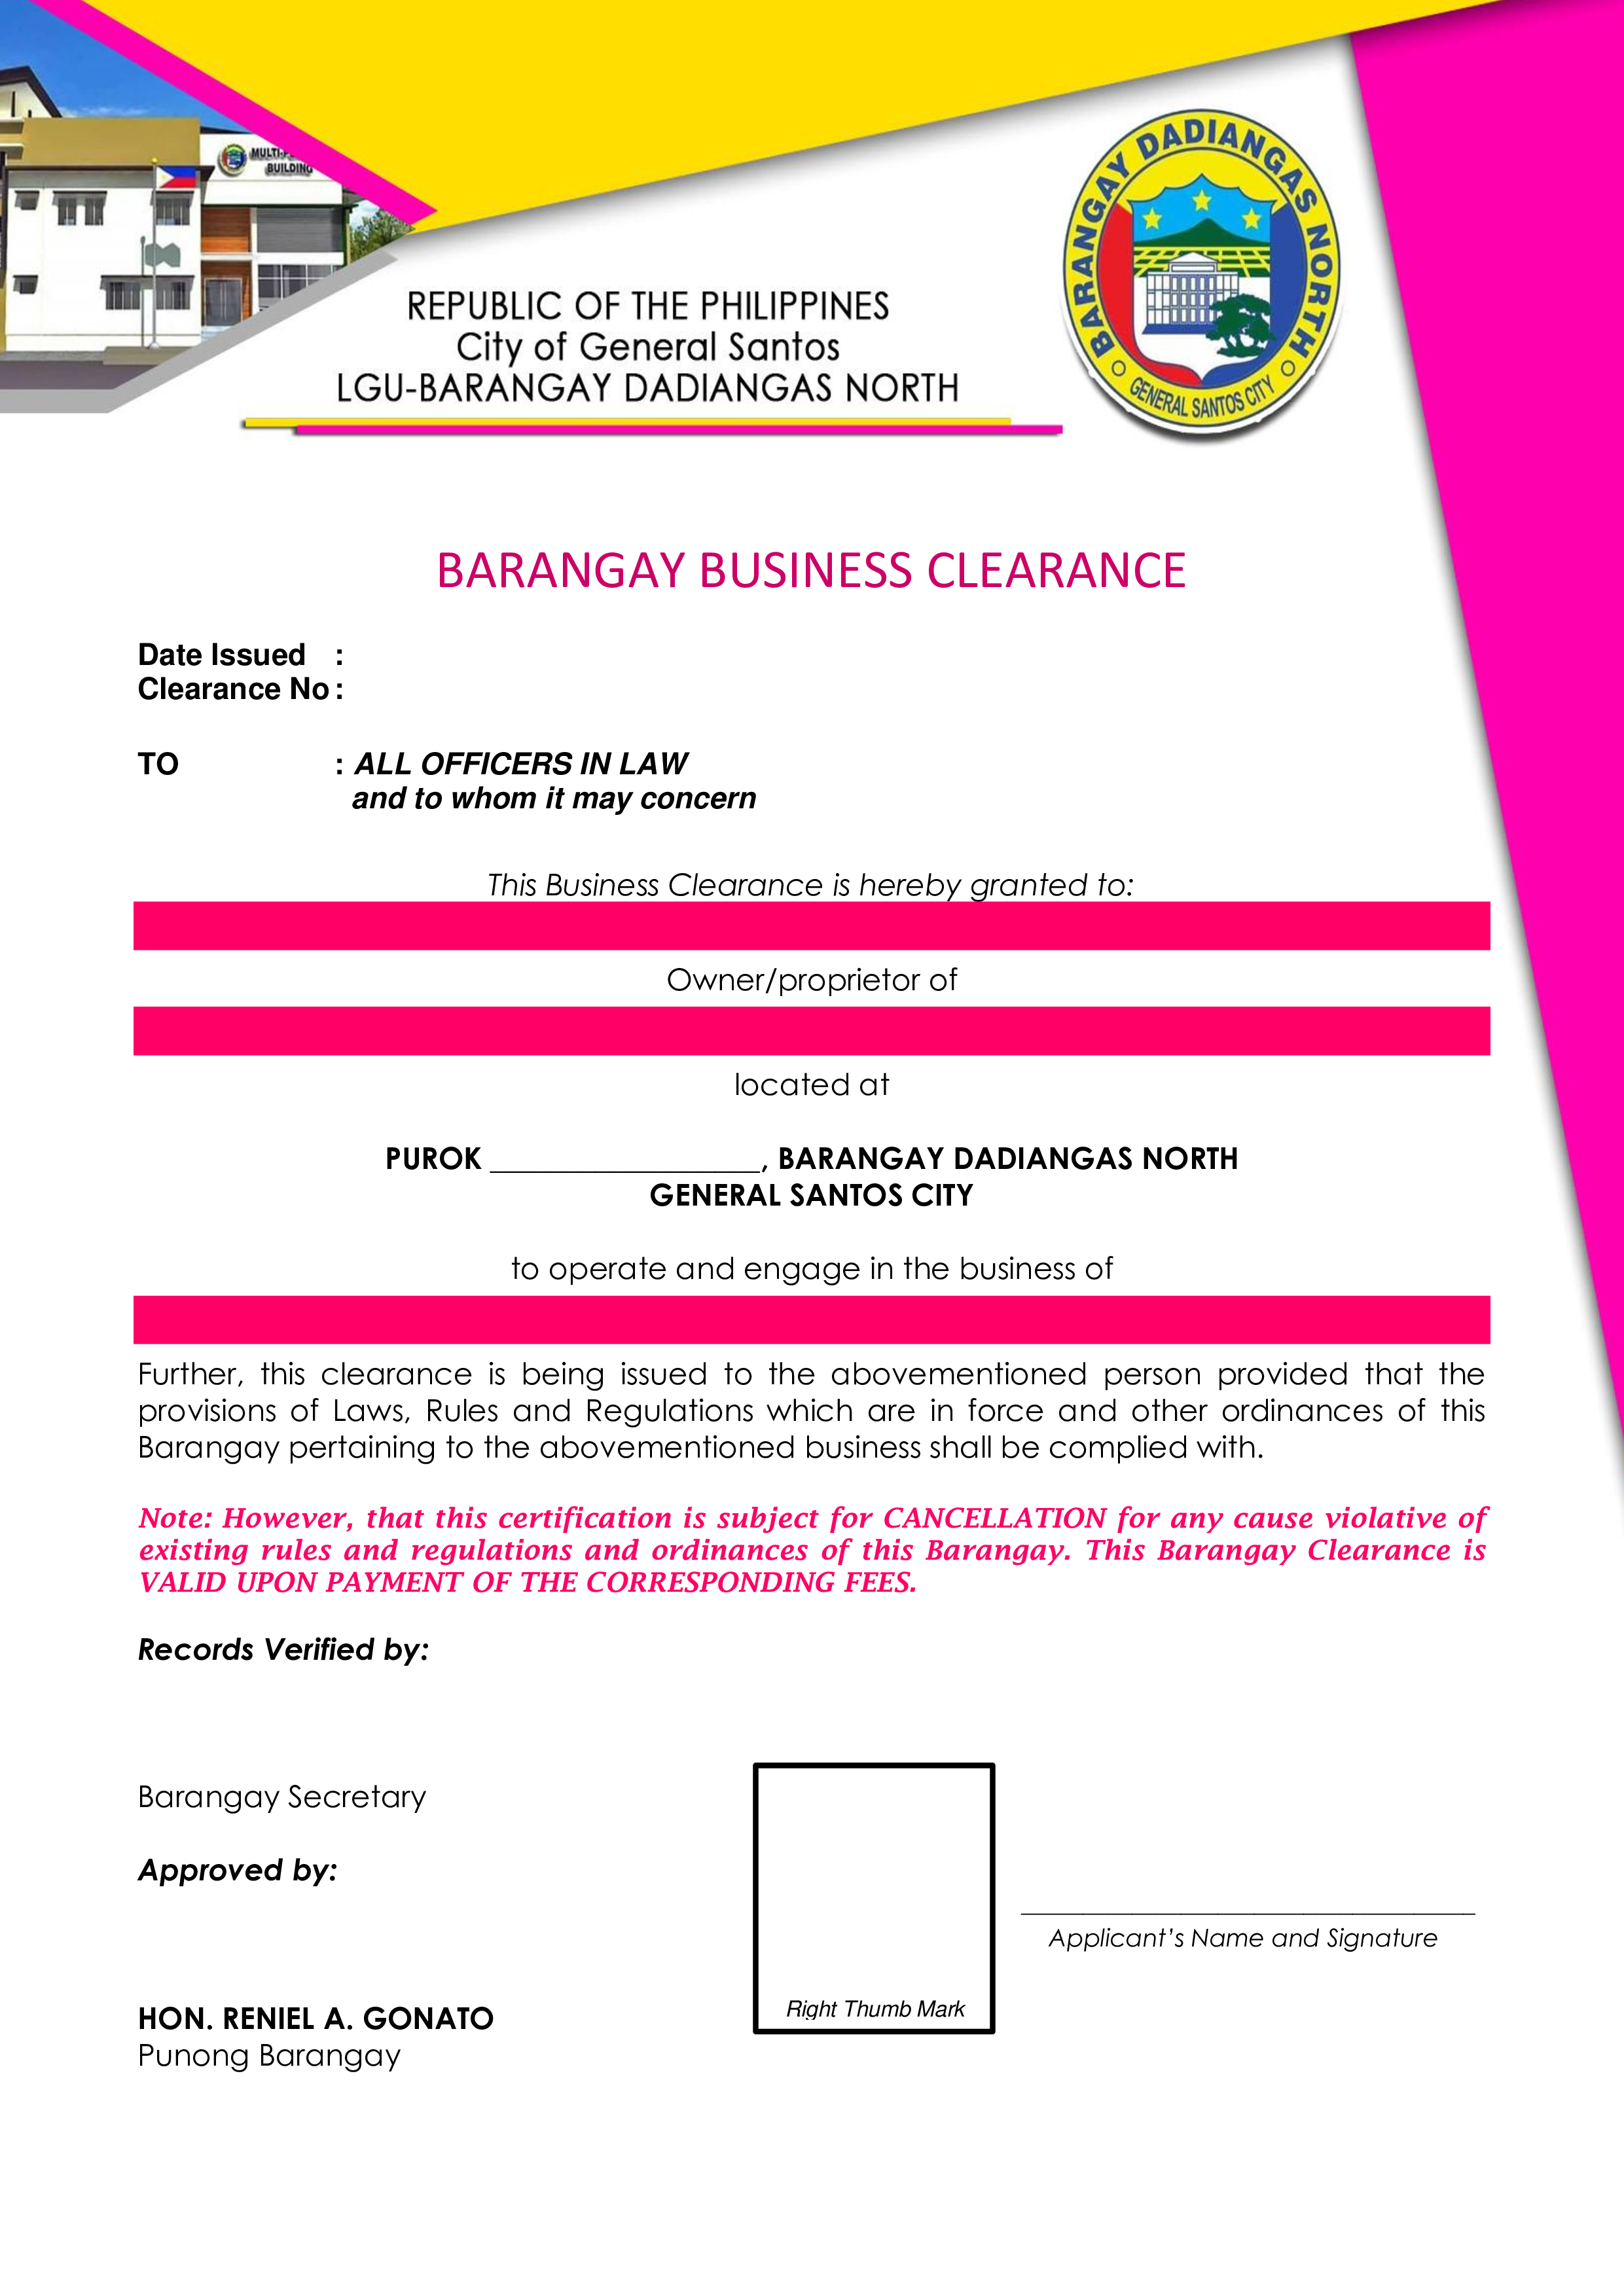 MULTI-P
BUILDING
BARANGAY DADIANGAS NORTH
GENERAL SANTOS CITY
REPUBLIC OF THE PHILIPPINES
City of General Santos
LGU-BARANGAY DADIANGAS NORTH
BARANGAY BUSINESS CLEARANCE
Date Issued :
Clearance No :
TO : ALL OFFICERS IN LAW
and to whom it may concern
This Business Clearance is hereby granted to:
Owner/proprietor of
located at
PUROK __________________, BARANGAY DADIANGAS NORTH
GENERAL SANTOS CITY
to operate and engage in the business of
Further, this clearance is being issued to the abovementioned person provided that the
provisions of Laws, Rules and Regulations which are in force and other ordinances of this
Barangay pertaining to the abovementioned business shall be complied with.
Note: However, that this certification is subject for CANCELLATION for any cause violative of
existing rules and regulations and ordinances of this Barangay. This Barangay Clearance is
VALID UPON PAYMENT OF THE CORRESPONDING FEES.
Records Verified by:
Barangay Secretary
Approved by:
Applicant’s Name and Signature
Right Thumb Mark
HON. RENIEL A. GONATO
Punong Barangay